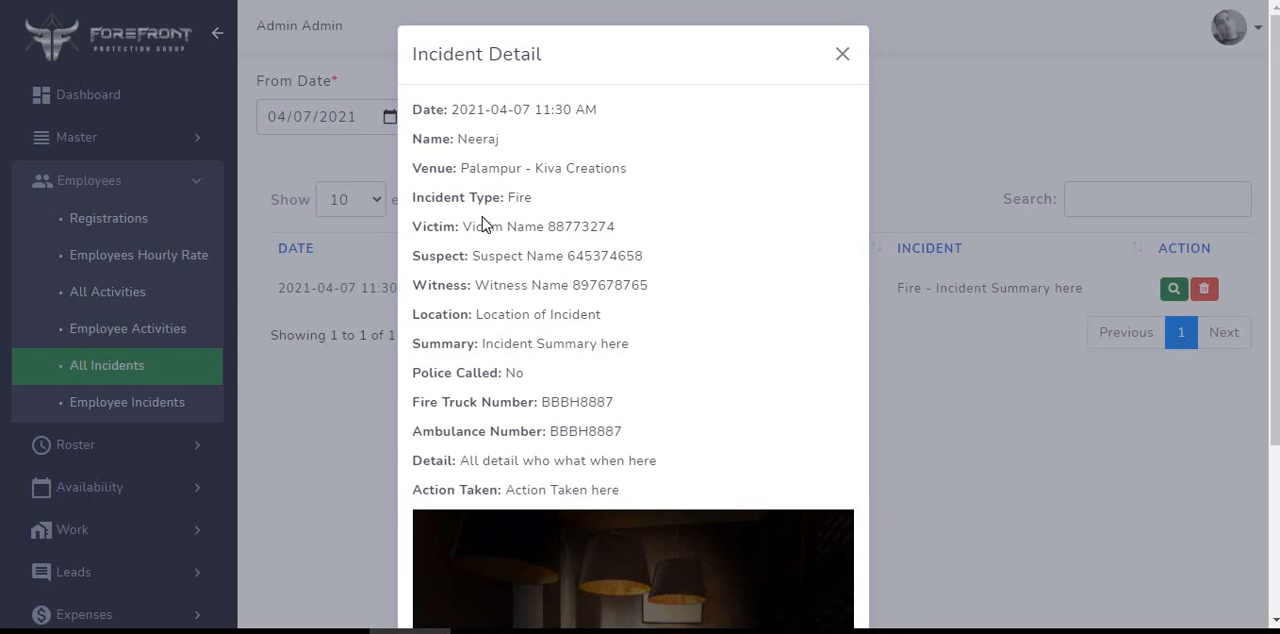 FOREFRONT
PROTECTION GROUP
Dashboard
Master
Employees
Registrations
Employees Hourly Rate
All Activities
Employee Activities
All Incidents
Employee Incidents
Roster
Availability
Work
Leads
Expenses
Admin Admin
From Date*
04/07/2021
Show 10 e
Search:
DATE INCIDENT ACTION
2021-04-07 11:30 Fire - Incident Summary here
Showing 1 to 1 of 1
Previous 1 Next
Incident Detail
Date: 2021-04-07 11:30 AM
Name: Neeraj
Venue: Palampur - Kiva Creations
Incident Type: Fire
Victim: Victim Name 88773274
Suspect: Suspect Name 645374658
Witness: Witness Name 897678765
Location: Location of Incident
Summary: Incident Summary here
Police Called: No
Fire Truck Number: BBBH8887
Ambulance Number: BBBH8887
Detail: All detail who what when here
Action Taken: Action Taken here